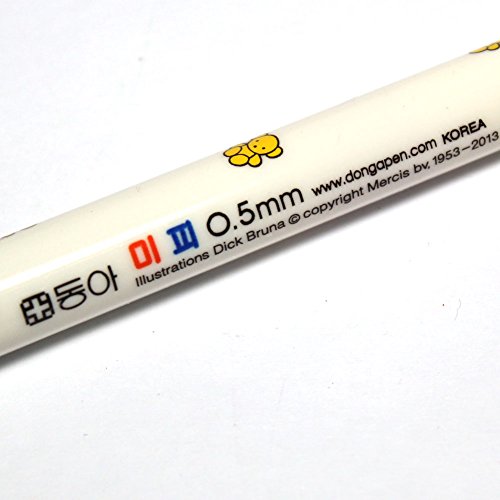 동아 미피 0.5mm www.dongapen.com KOREA
Illustrations Dick Bruna © copyright Mercis bv, 1953-2013